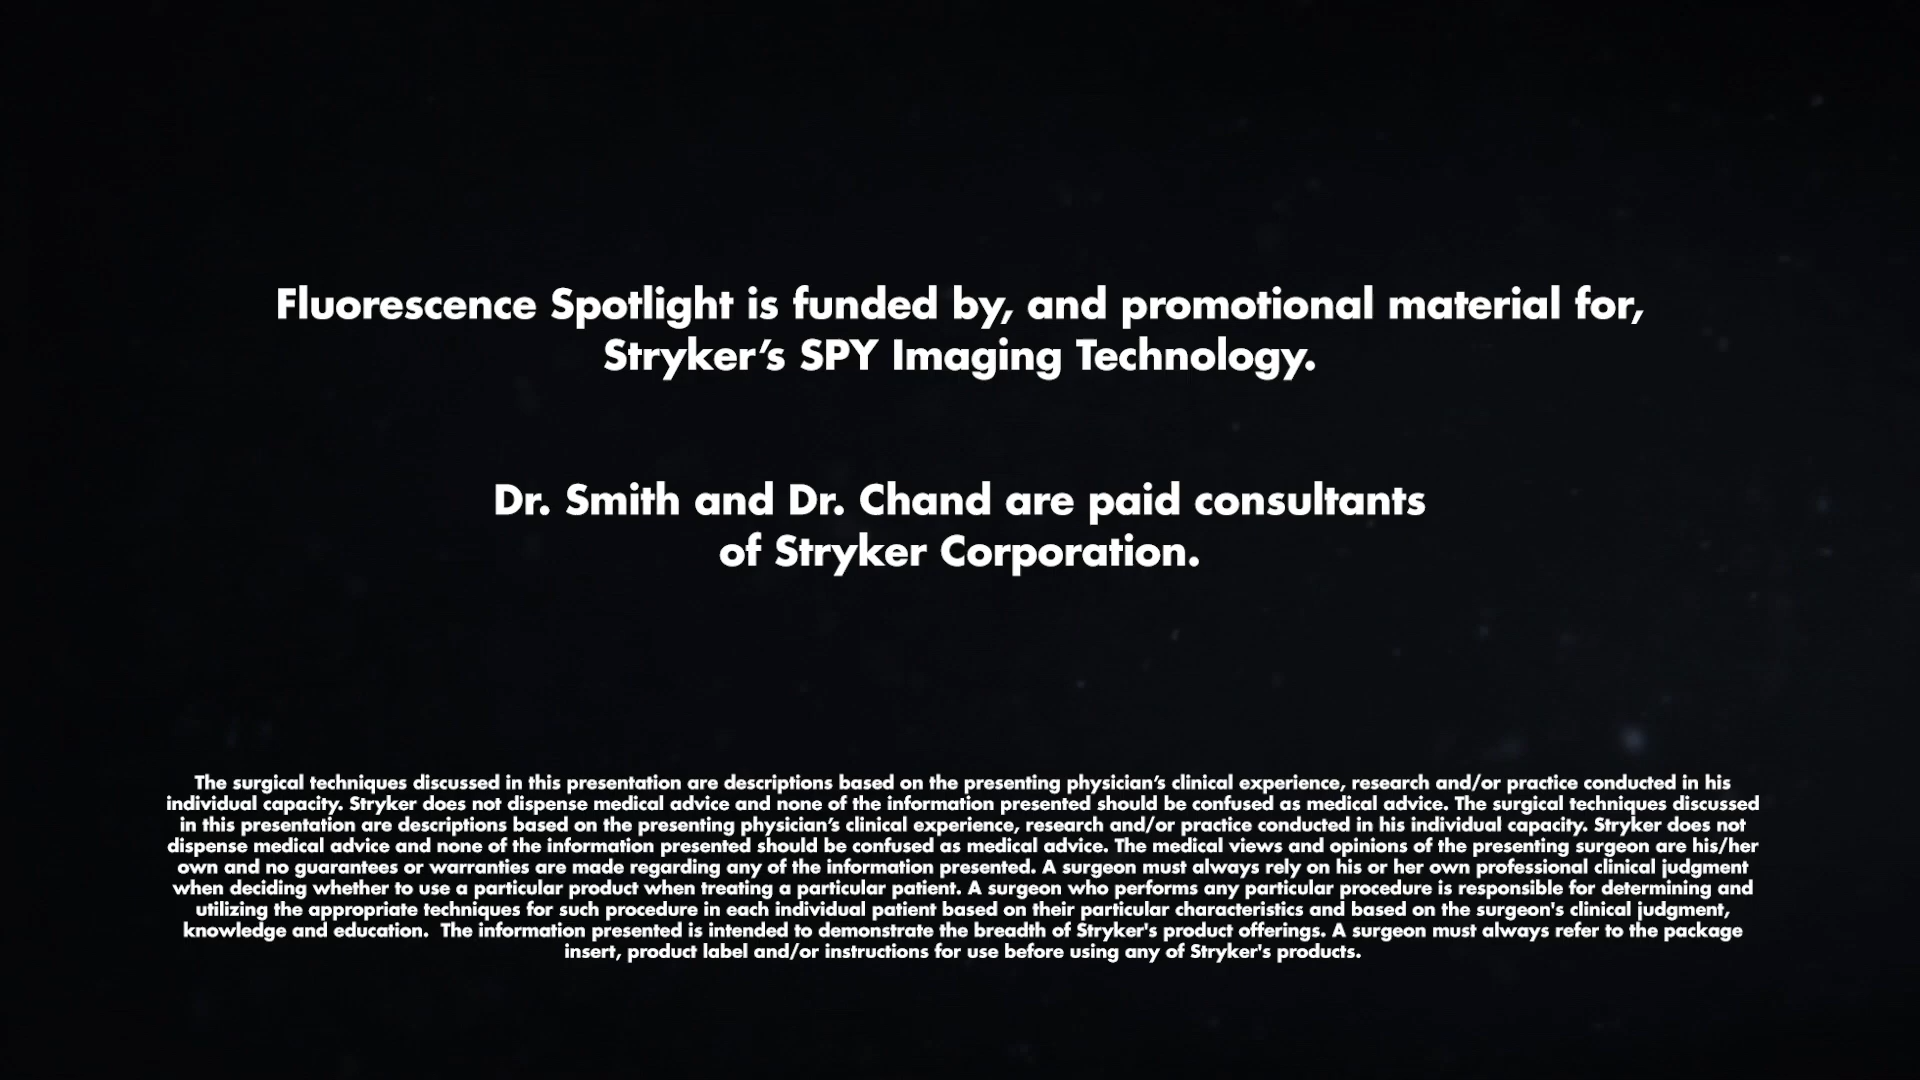 Fluorescence Spotlight is funded by, and promotional material for,
Stryker’s SPY Imaging Technology.
Dr. Smith and Dr. Chand are paid consultants
of Stryker Corporation.
The surgical techniques discussed in this presentation are descriptions based on the presenting physician’s clinical experience, research and/or practice conducted in his
individual capacity. Stryker does not dispense medical advice and none of the information presented should be confused as medical advice. The surgical techniques discussed
in this presentation are descriptions based on the presenting physician’s clinical experience, research and/or practice conducted in his individual capacity. Stryker does not
dispense medical advice and none of the information presented should be confused as medical advice. The medical views and opinions of the presenting surgeon are his/her
own and no guarantees or warranties are made regarding any of the information presented. A surgeon must always rely on his or her own professional clinical judgment
when deciding whether to use a particular product when treating a particular patient. A surgeon who performs any particular procedure is responsible for determining and
utilizing the appropriate techniques for such procedure in each individual patient based on their particular characteristics and based on the surgeon's clinical judgment,
knowledge and education.  The information presented is intended to demonstrate the breadth of Stryker's product offerings. A surgeon must always refer to the package
insert, product label and/or instructions for use before using any of Stryker's products.